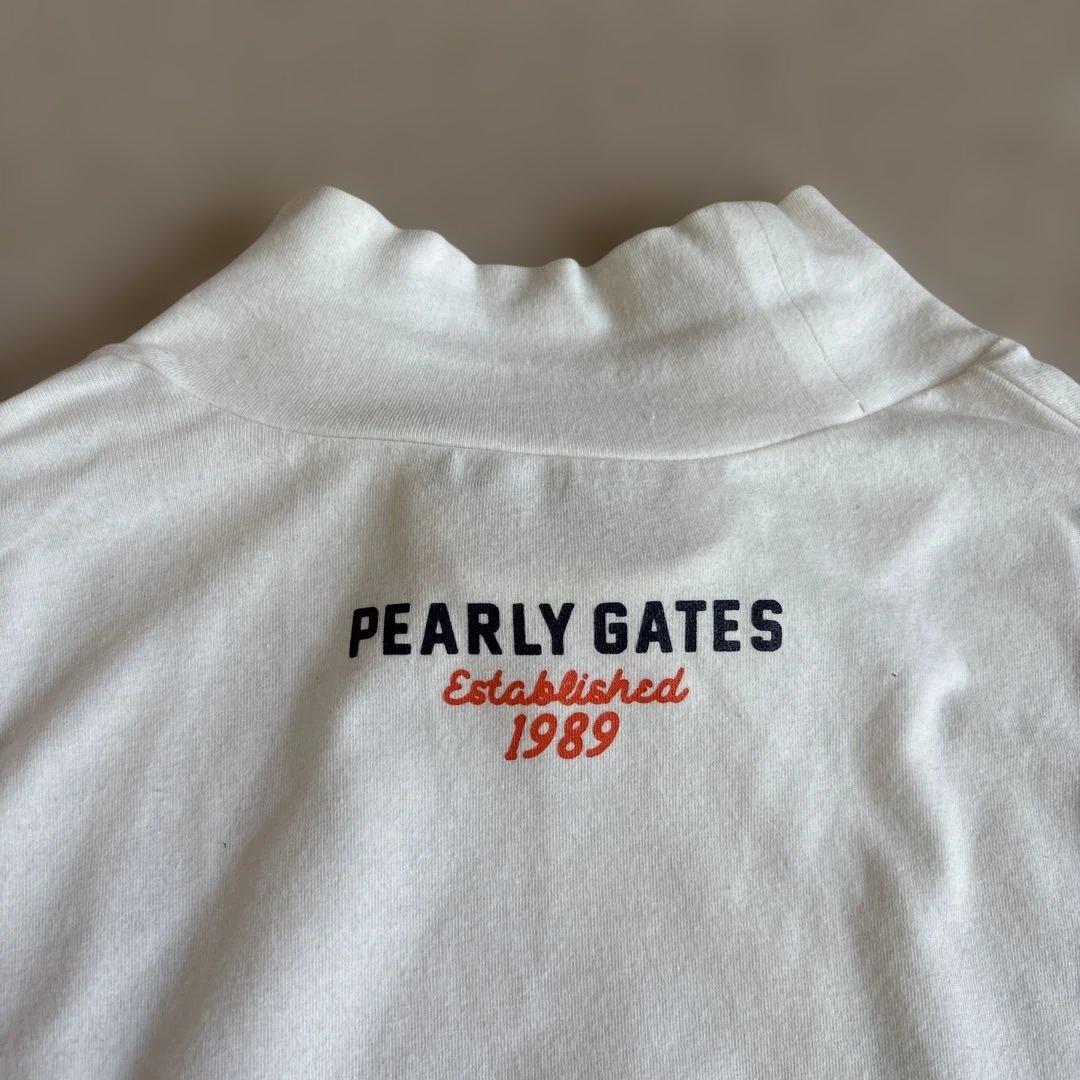 PEARLY GATES
Established
1989